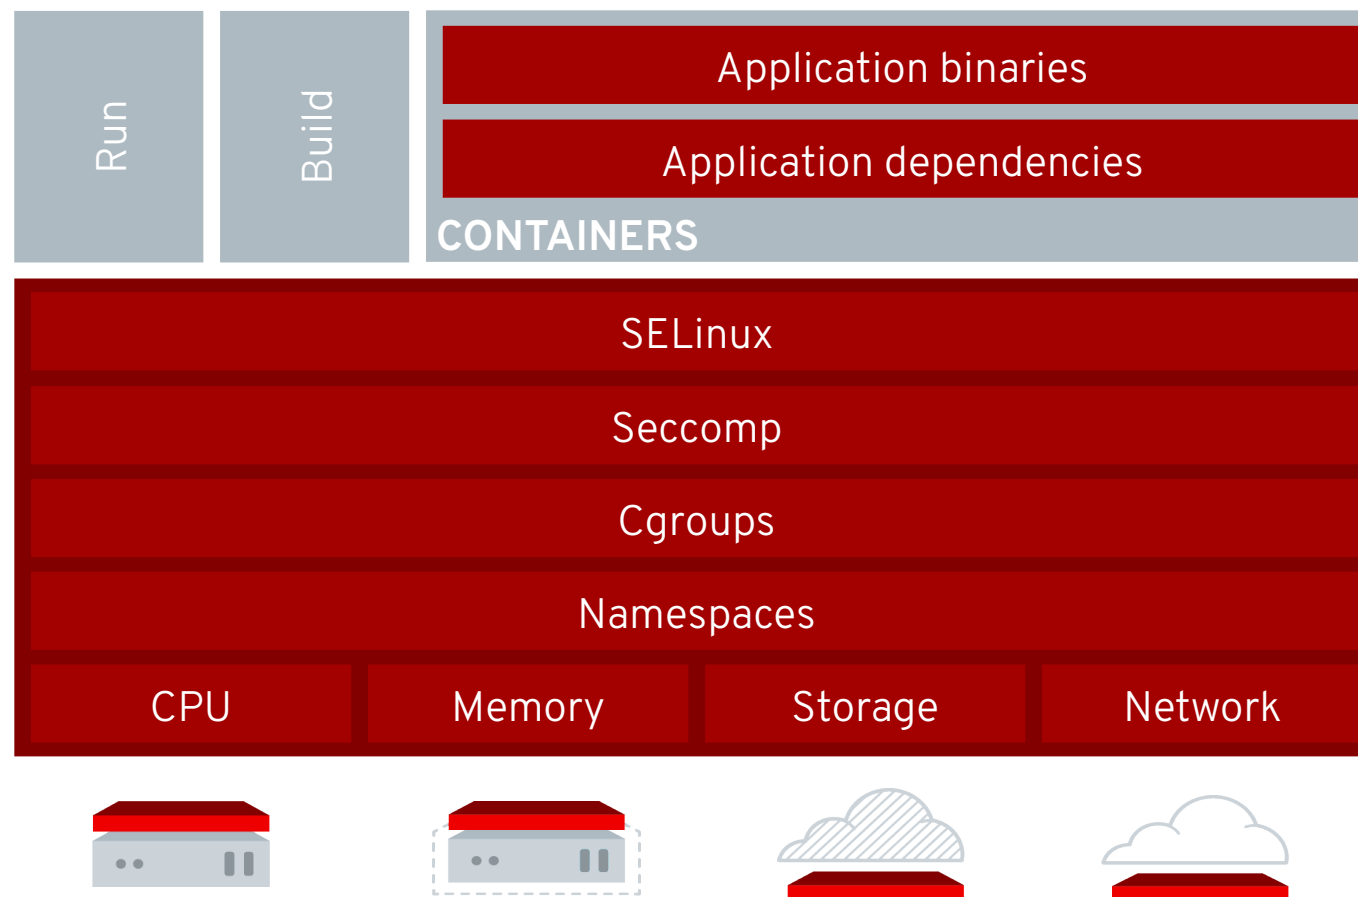 Run
Build
Application binaries
Application dependencies
CONTAINERS
SELinux
Seccomp
Cgroups
Namespaces
CPU
Memory
Storage
Network